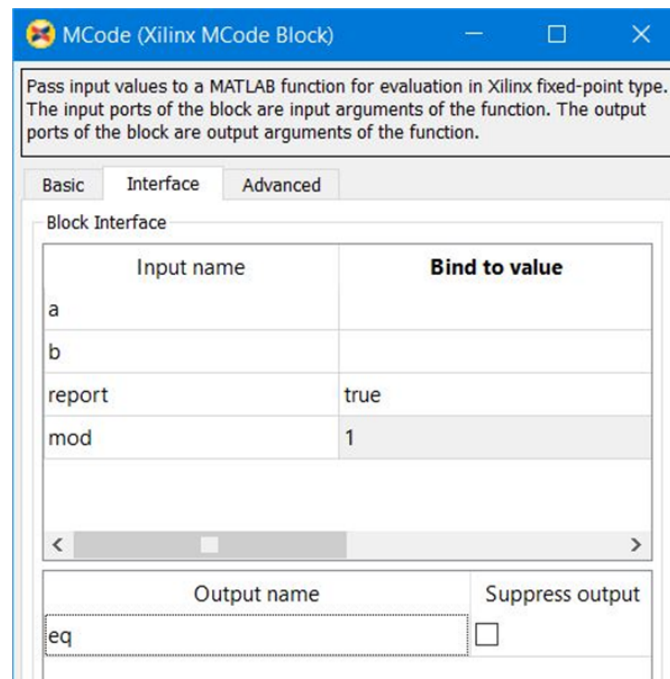 MCode (Xilinx MCode Block)
Pass input values to a MATLAB function for evaluation in Xilinx fixed-point type.
The input ports of the block are input arguments of the function. The output
ports of the block are output arguments of the function.
Basic Interface Advanced
Block Interface
Input name Bind to value
a
b
report true
mod 1
Output name Suppress output
eq